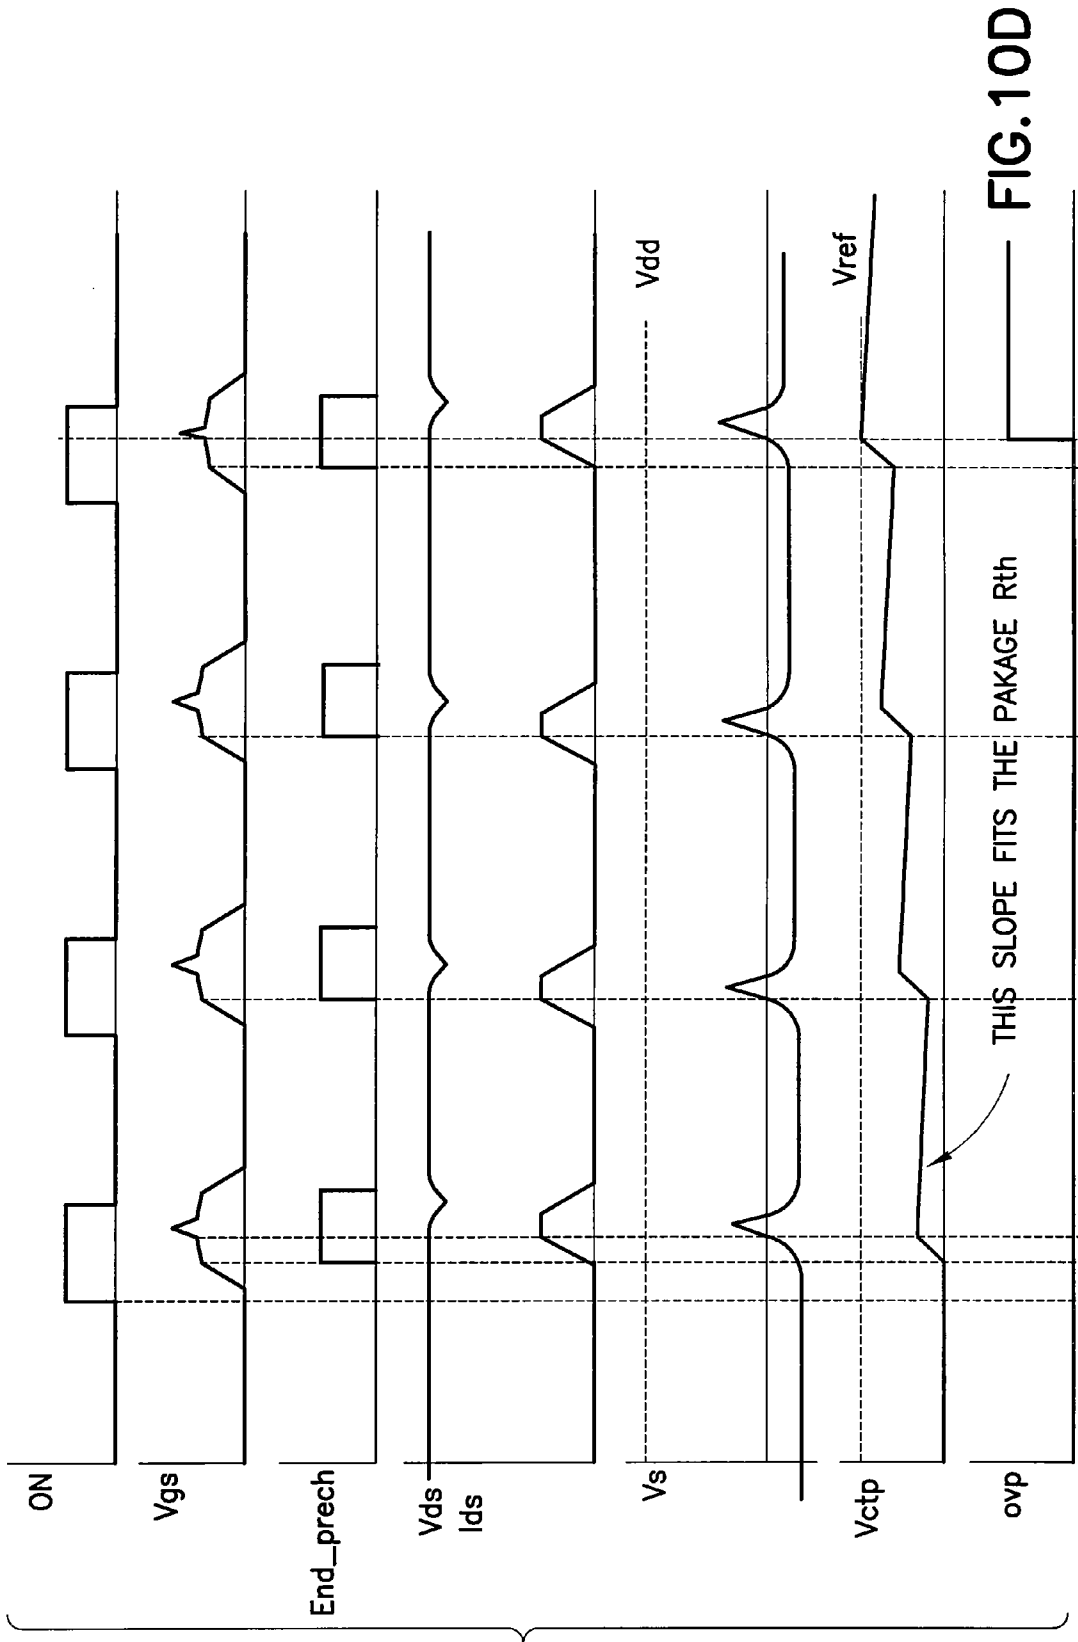 ON
Vgs
End_prech
Vds
Ids
Vs
Vdd
Vctp
Vref
THIS SLOPE FITS THE PAKAGE Rth
ovp
FIG.10D